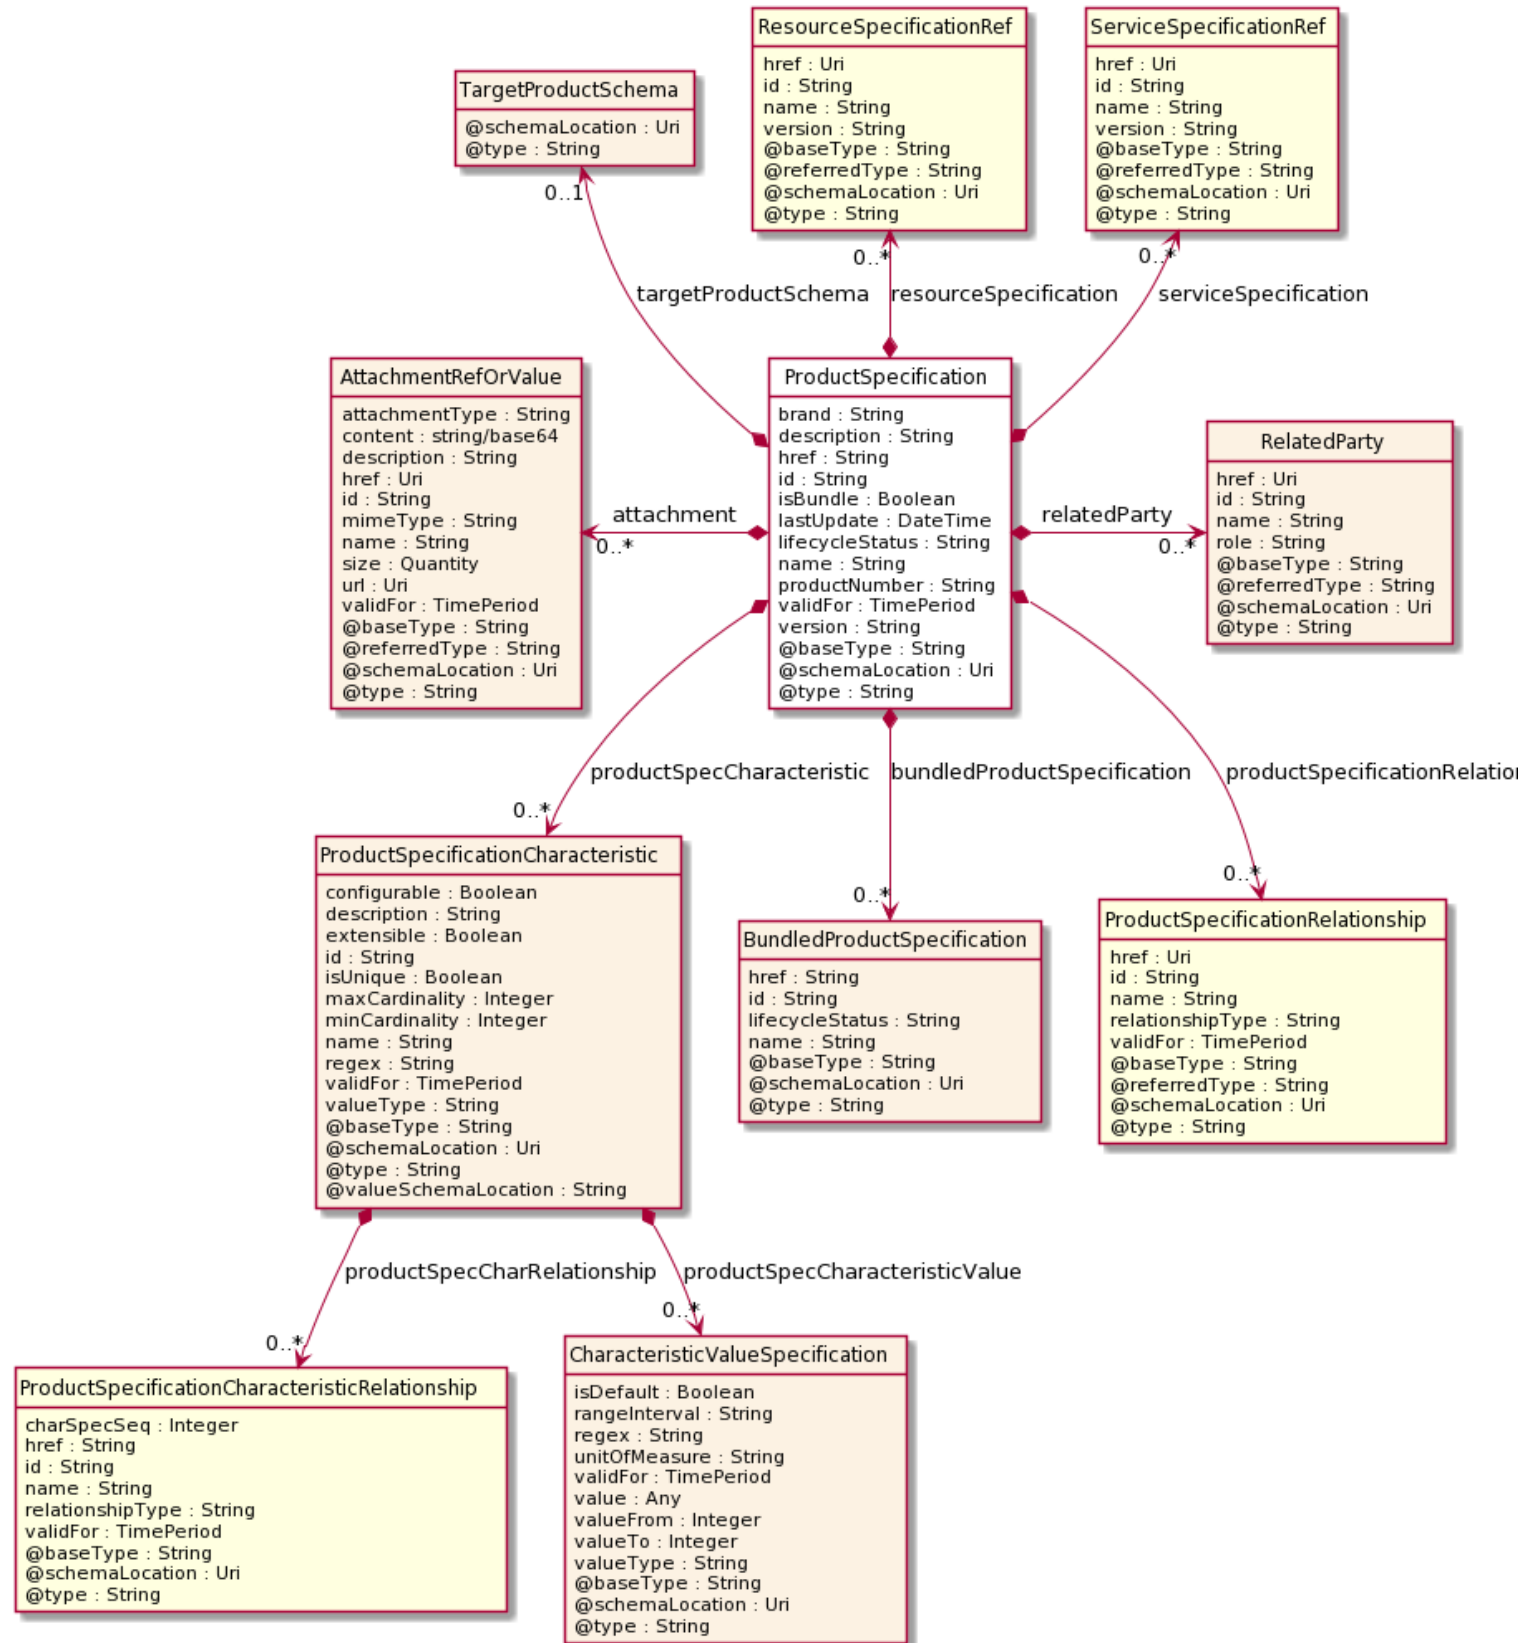 ResourceSpecificationRef
href : Uri
id : String
name : String
version : String
@baseType : String
@referredType : String
@schemaLocation : Uri
@type : String
ServiceSpecificationRef
href : Uri
id : String
name : String
version : String
@baseType : String
@referredType : String
@schemaLocation : Uri
@type : String
TargetProductSchema
@schemaLocation : Uri
@type : String
0..1
0..*
0..*
targetProductSchema
resourceSpecification
serviceSpecification
AttachmentRefOrValue
attachmentType : String
content : string/base64
description : String
href : Uri
id : String
mimeType : String
name : String
size : Quantity
url : Uri
validFor : TimePeriod
@baseType : String
@referredType : String
@schemaLocation : Uri
@type : String
attachment
0..*
ProductSpecification
brand : String
description : String
href : String
id : String
isBundle : Boolean
lastUpdate : DateTime
lifecycleStatus : String
name : String
productNumber : String
validFor : TimePeriod
version : String
@baseType : String
@schemaLocation : Uri
@type : String
relatedParty
0..*
RelatedParty
href : Uri
id : String
name : String
role : String
@baseType : String
@referredType : String
@schemaLocation : Uri
@type : String
productSpecCharacteristic
bundledProductSpecification
productSpecificationRelation
0..*
0..*
0..*
ProductSpecificationCharacteristic
configurable : Boolean
description : String
extensible : Boolean
id : String
isUnique : Boolean
maxCardinality : Integer
minCardinality : Integer
name : String
regex : String
validFor : TimePeriod
valueType : String
@baseType : String
@schemaLocation : Uri
@type : String
@valueSchemaLocation : String
BundledProductSpecification
href : String
id : String
lifecycleStatus : String
name : String
@baseType : String
@schemaLocation : Uri
@type : String
ProductSpecificationRelationship
href : Uri
id : String
name : String
relationshipType : String
validFor : TimePeriod
@baseType : String
@referredType : String
@schemaLocation : Uri
@type : String
productSpecCharRelationship
productSpecCharacteristicValue
0..*
0..*
ProductSpecificationCharacteristicRelationship
charSpecSeq : Integer
href : String
id : String
name : String
relationshipType : String
validFor : TimePeriod
@baseType : String
@schemaLocation : Uri
@type : String
CharacteristicValueSpecification
isDefault : Boolean
rangeInterval : String
regex : String
unitOfMeasure : String
validFor : TimePeriod
value : Any
valueFrom : Integer
valueTo : Integer
valueType : String
@baseType : String
@schemaLocation : Uri
@type : String